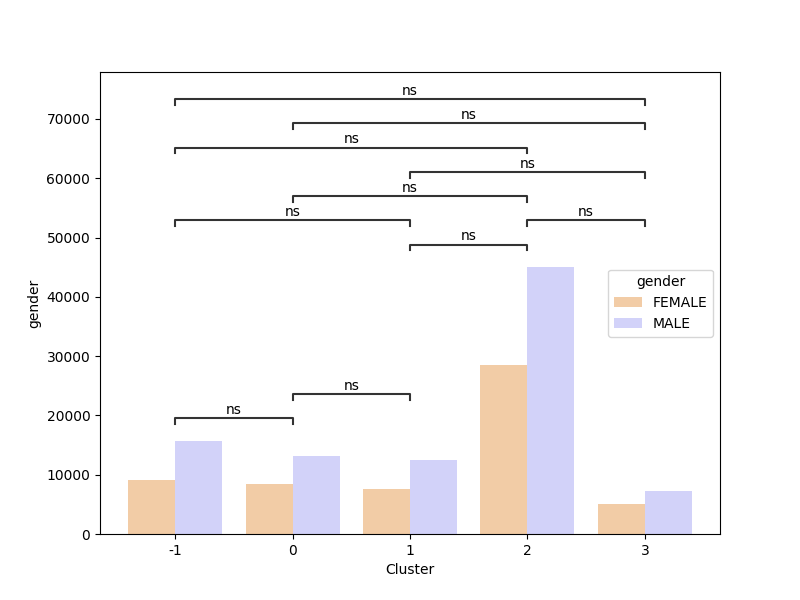 ns
70000
ns
ns
60000
ns
ns
ns
ns
50000
ns
gender
FEMALE
MALE
gender
40000
30000
ns
20000
ns
10000
0
-1 0 1 2 3
Cluster